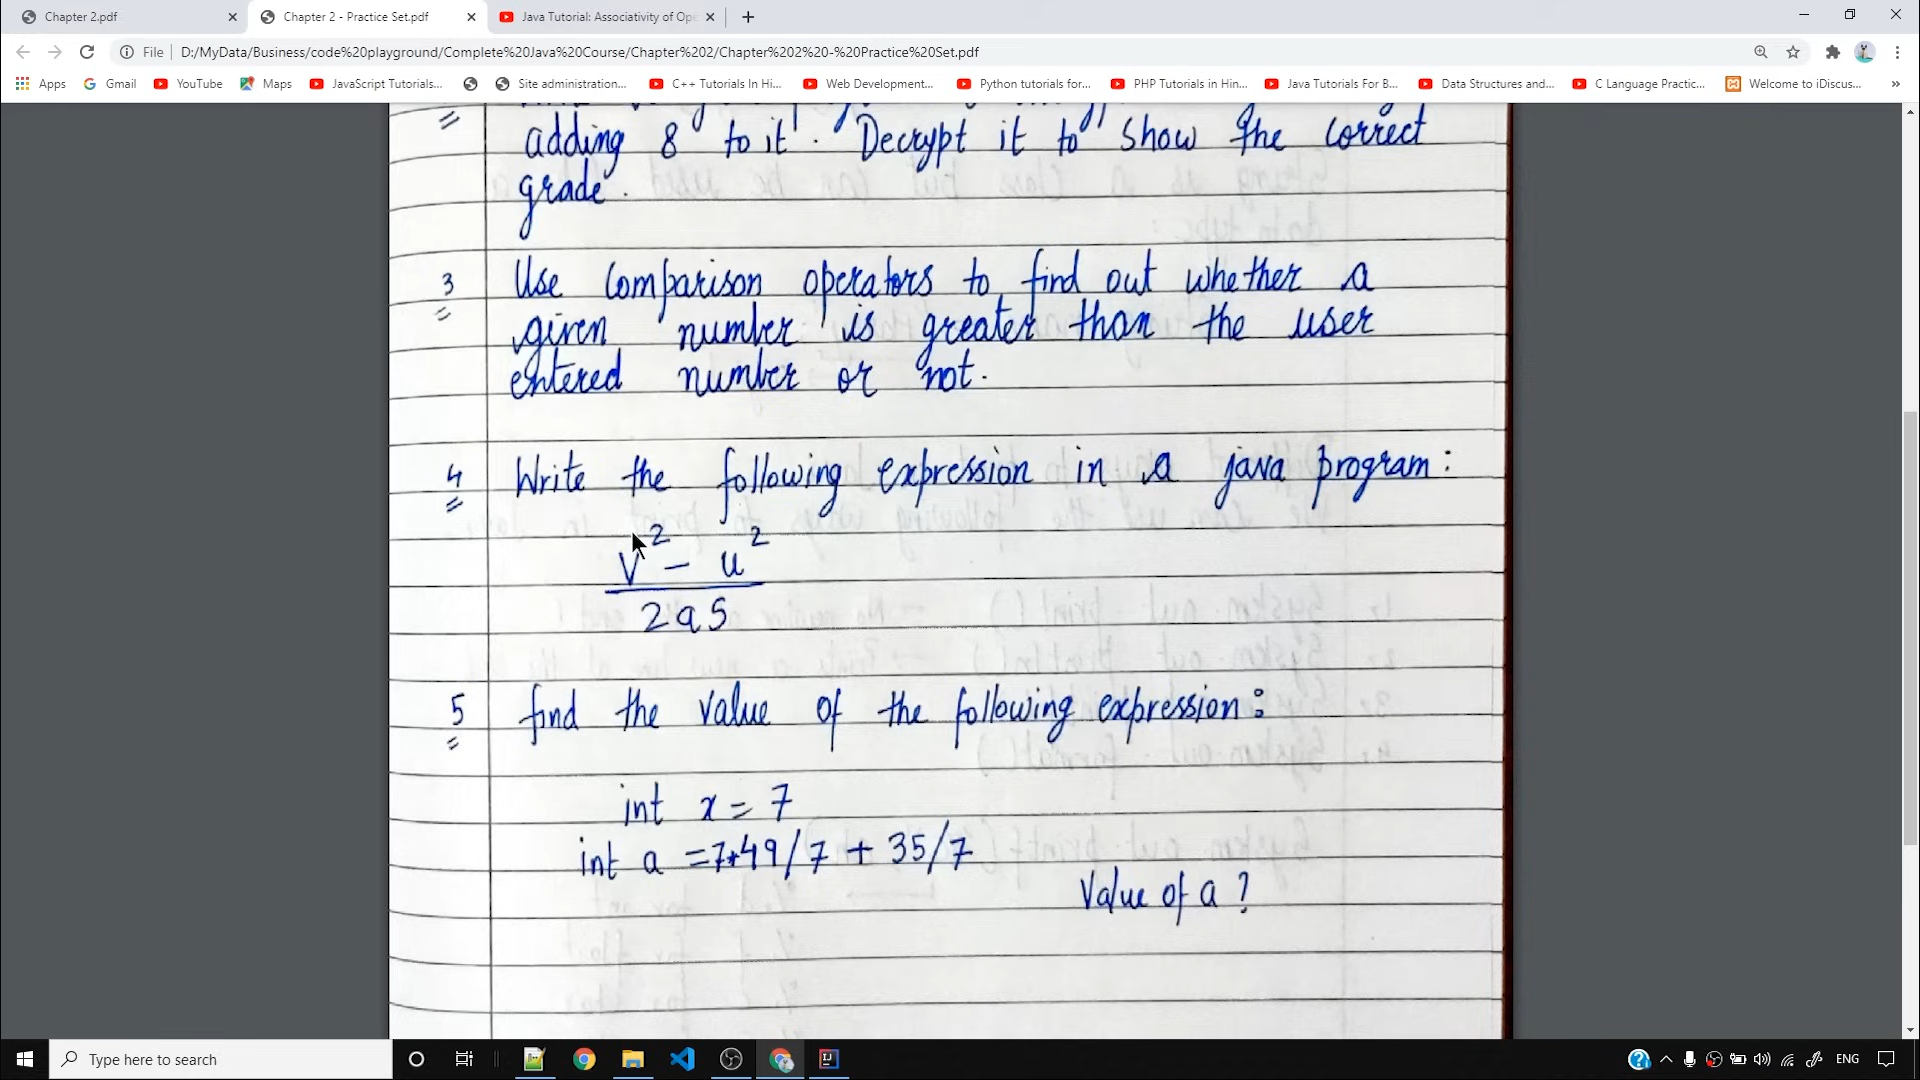 Chapter 2.pdf
Chapter 2 - Practice Set.pdf
Java Tutorial: Associativity of Ope
File
D:/MyData/Business/code%20playground/Complete%20Java%20Course/Chapter%202/Chapter%202%20-%20Practice%20Set.pdf
Apps
Gmail
YouTube
Maps
JavaScript Tutorials...
Site administration...
C++ Tutorials In Hi...
Web Development...
Python tutorials for...
PHP Tutorials in Hin...
Java Tutorials For B...
Data Structures and...
C Language Practic...
Welcome to iDiscus...
»
adding 8 to it. Decrypt it to show the correct
grade.
3 Use comparison operators to find out whether a
given number is greater than the user
entered number or not.
4 Write the following expression in a java program:
v² - u²
2as
5 find the value of the following expression:
int x = 7
int a = 7*49/7 + 35/7
Value of a ?
Type here to search
ENG